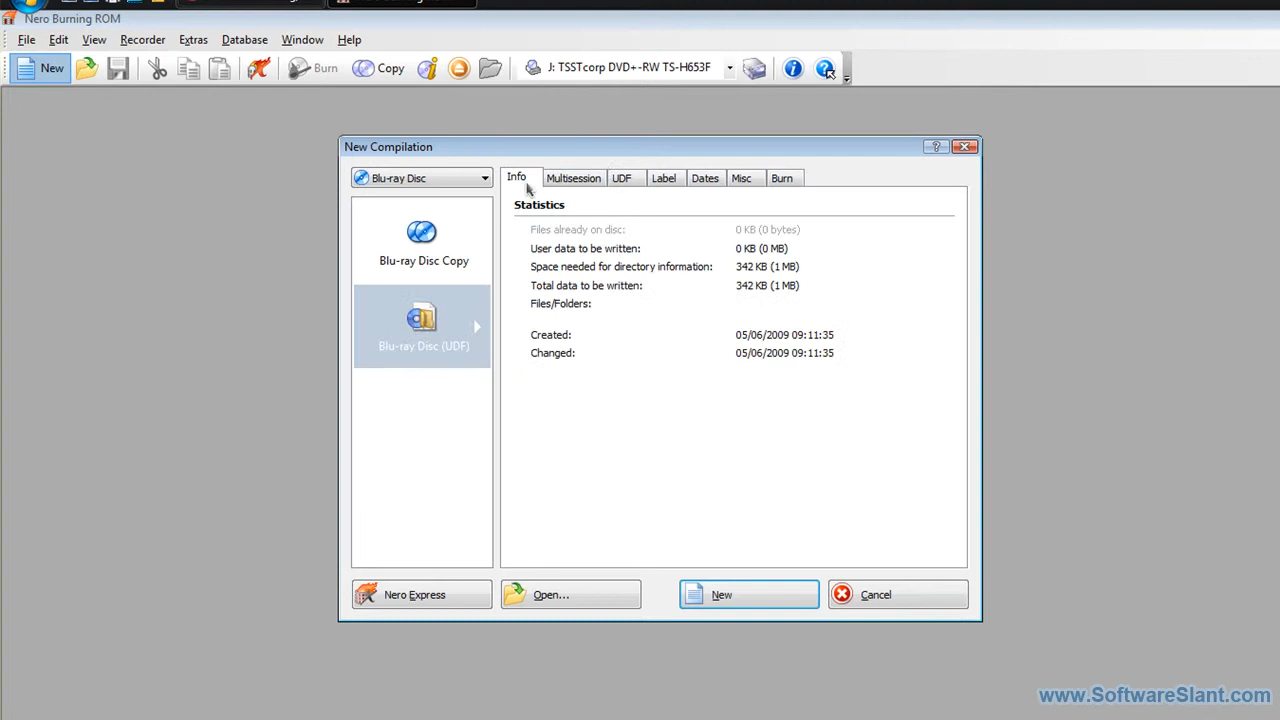 Nero Burning ROM
File Edit View Recorder Extras Database Window Help
New Burn Copy J: TSSTcorp DVD+-RW TS-H653F
New Compilation
Blu-ray Disc Info Multisession UDF Label Dates Misc Burn
Statistics
Files already on disc: 0 KB (0 bytes)
User data to be written: 0 KB (0 MB)
Blu-ray Disc Copy
Space needed for directory information: 342 KB (1 MB)
Total data to be written: 342 KB (1 MB)
Files/Folders:
Created: 05/06/2009 09:11:35
Blu-ray Disc (UDF)
Changed: 05/06/2009 09:11:35
Nero Express Open... New Cancel
www.SoftwareSlant.com